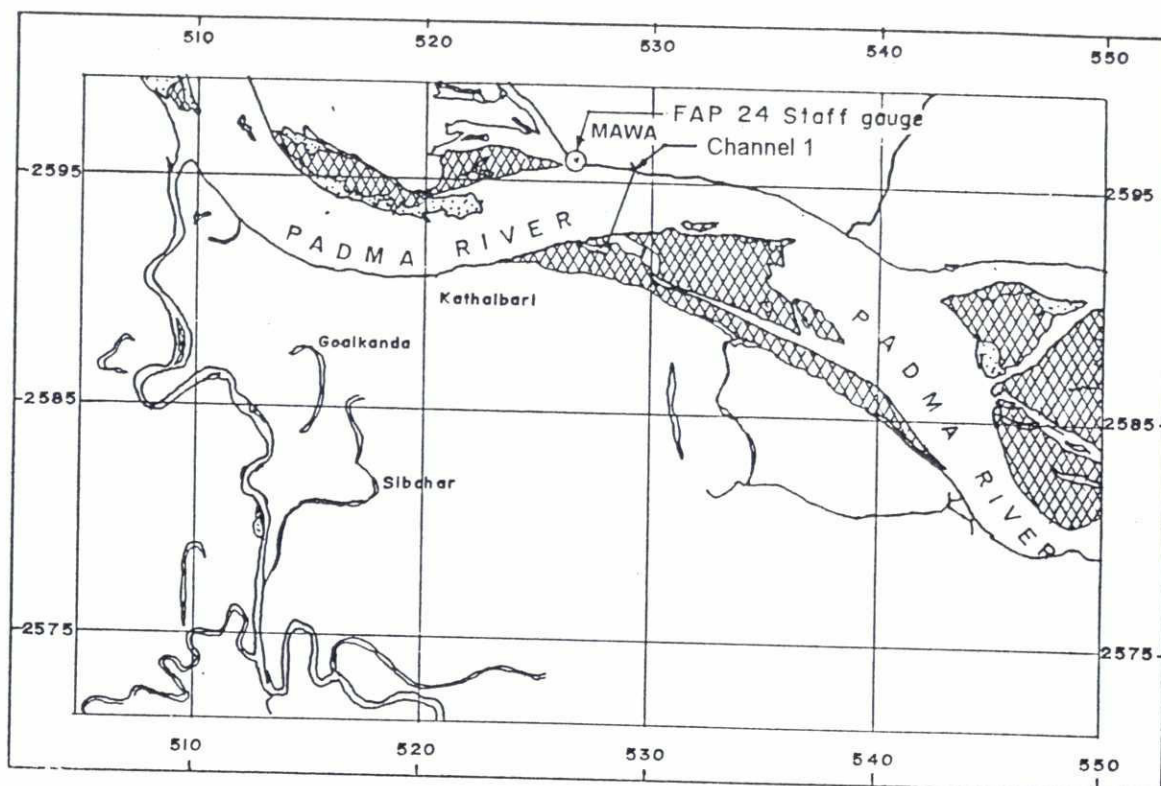 510 520 530 540 550
FAP 24 Staff gauge
MAWA
Channel 1
2595 2595
PADMA RIVER
Kathalbari
Goalkanda
PADMA RIVER
2585 2585
Sibchar
2575 2575
510 520 530 540 550